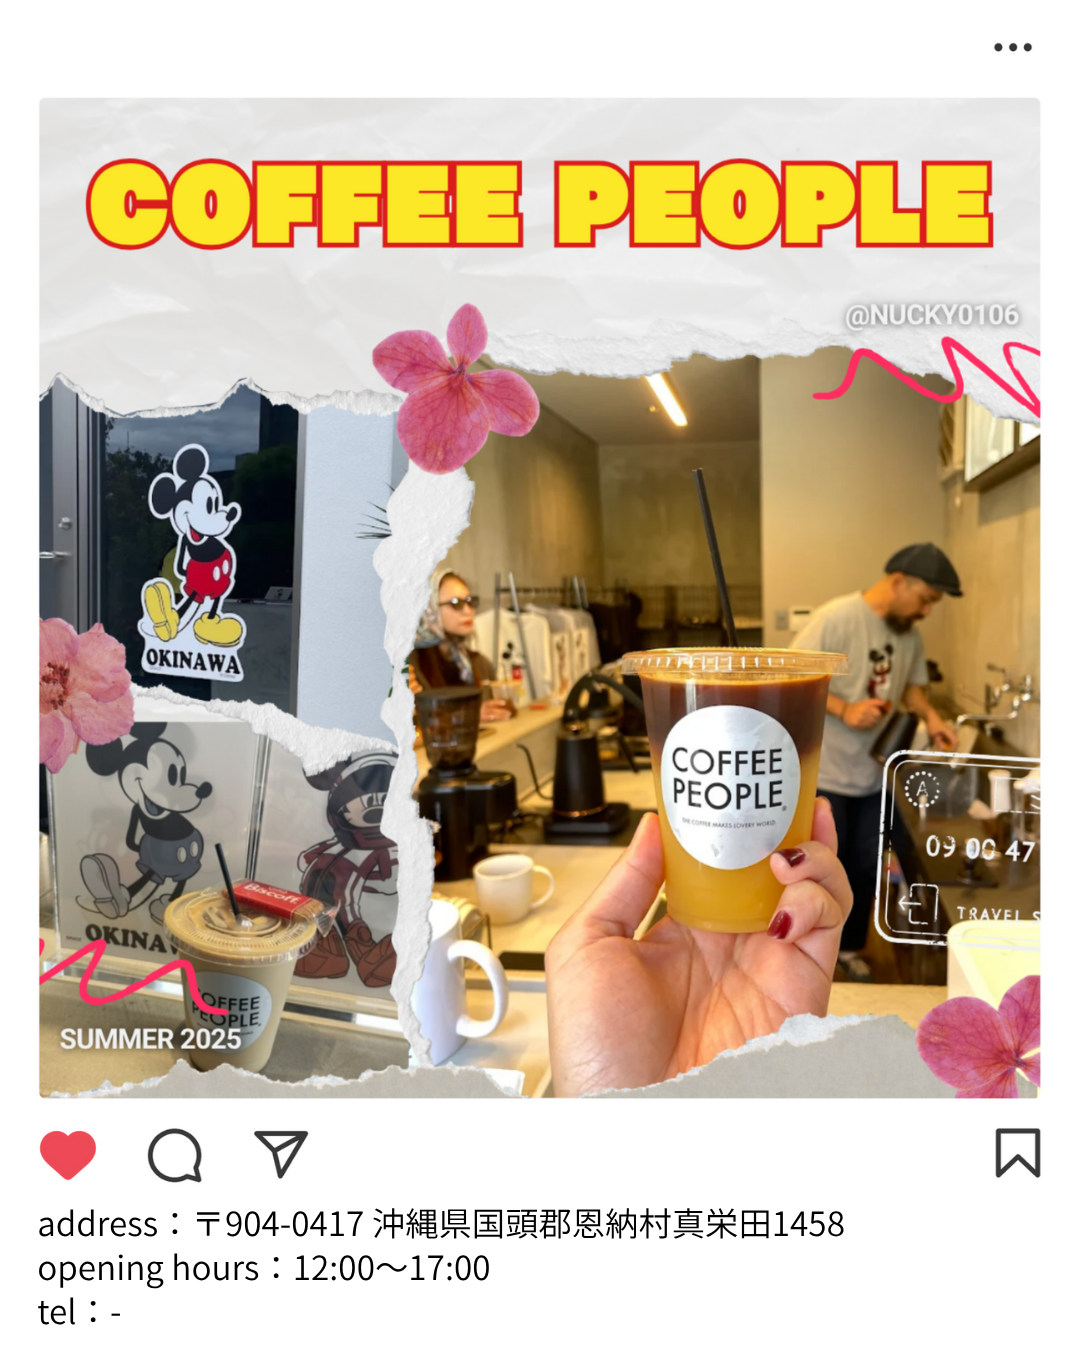 COFFEE PEOPLE
@NUCKY0106
OKINAWA
COFFEE
PEOPLE
THE COFFEE MAKES LOVERY WORLD.
A
09 00 47
TRAVEL S
Biscoff
OKINAW
COFFEE
PEOPLE
SUMMER 2025
address：〒904-0417 沖縄県国頭郡恩納村真栄田1458
opening hours：12:00〜17:00
tel：-